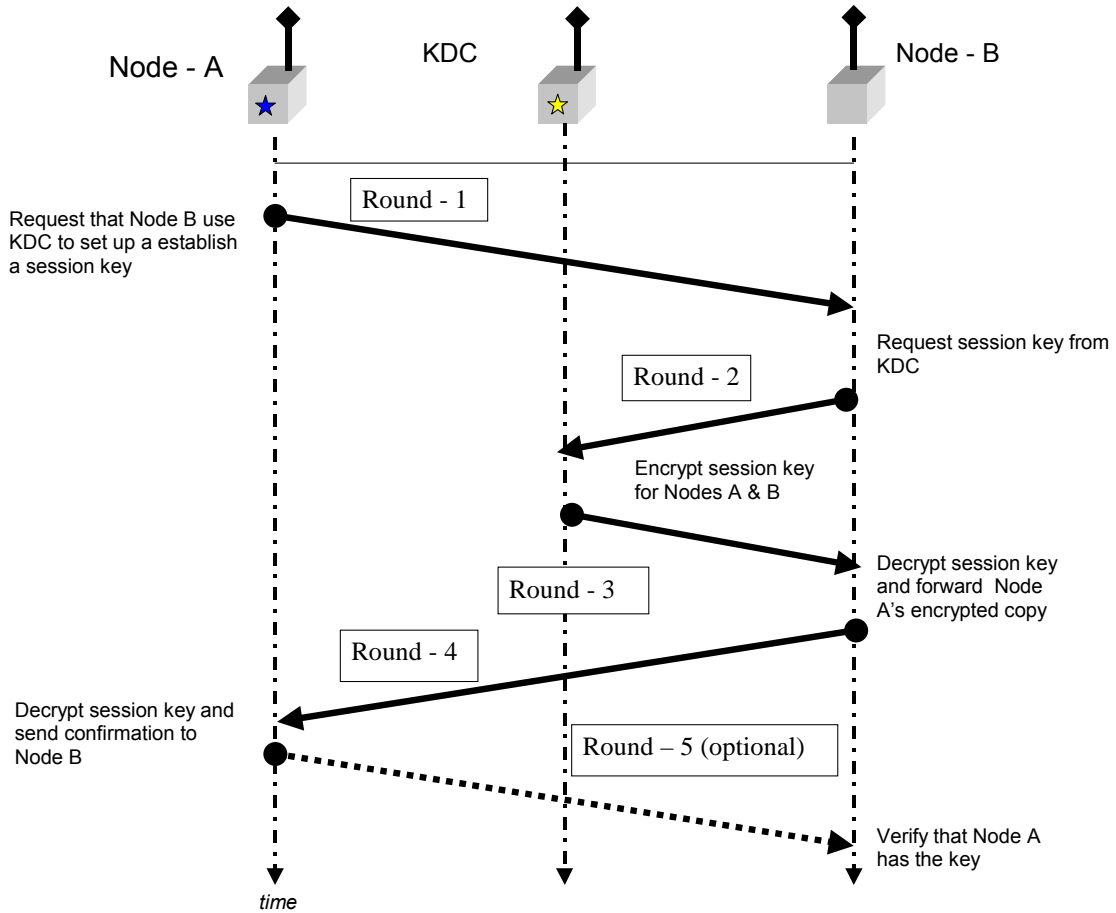 Node - A
KDC
Node - B
Round - 1
Request that Node B use
KDC to set up a establish
a session key
Request session key from
KDC
Round - 2
Encrypt session key
for Nodes A & B
Decrypt session key
and forward Node
A's encrypted copy
Round - 3
Round - 4
Decrypt session key and
send confirmation to
Node B
Round – 5 (optional)
Verify that Node A
has the key
time